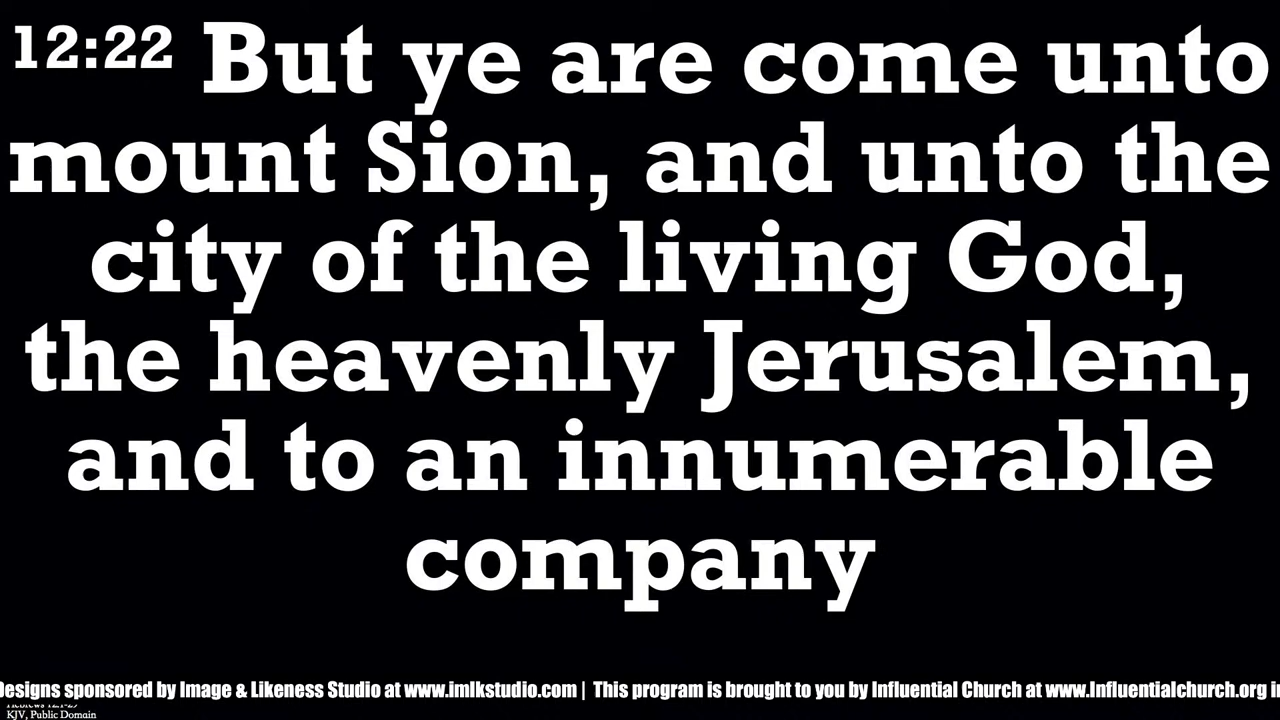 12:22 But ye are come unto
mount Sion, and unto the
city of the living God,
the heavenly Jerusalem,
and to an innumerable
company
Designs sponsored by Image & Likeness Studio at www.imlkstudio.com | This program is brought to you by Influential Church at www.Influentialchurch.org in
KJV, Public Domain